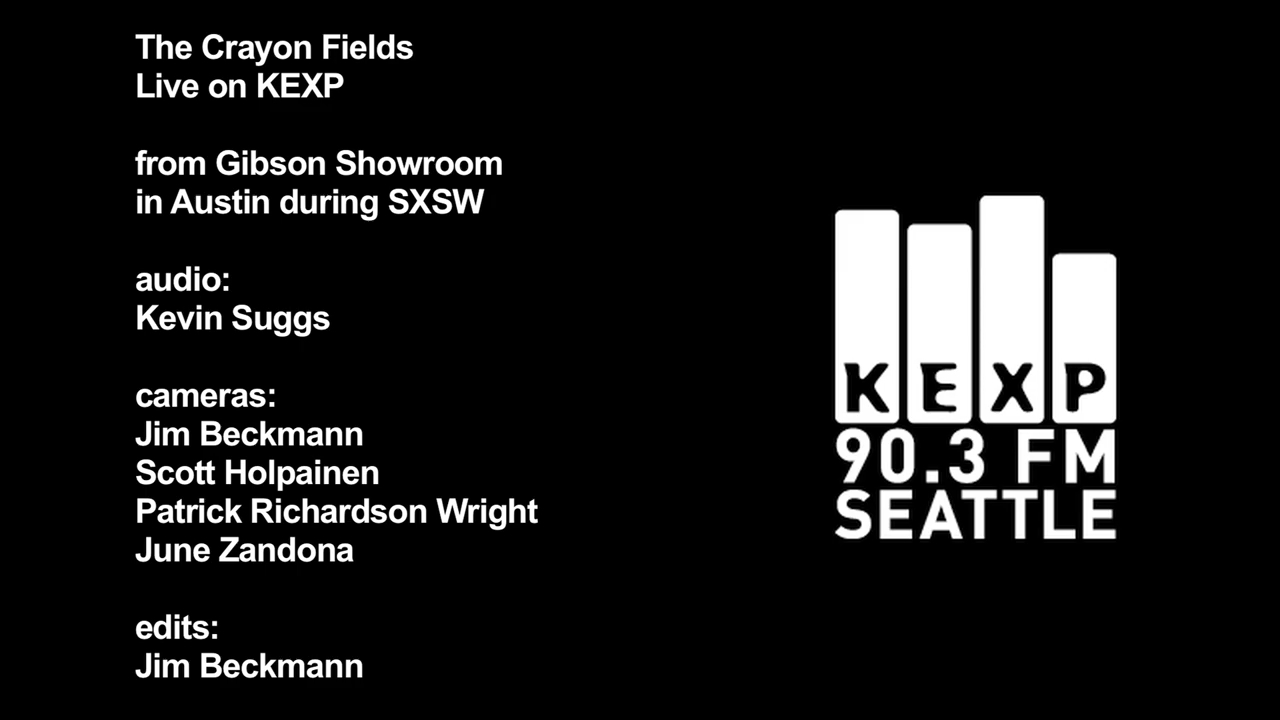 The Crayon Fields
Live on KEXP
from Gibson Showroom
in Austin during SXSW
audio:
Kevin Suggs
cameras:
Jim Beckmann
Scott Holpainen
Patrick Richardson Wright
June Zandona
edits:
Jim Beckmann
KEXP
90.3 FM
SEATTLE